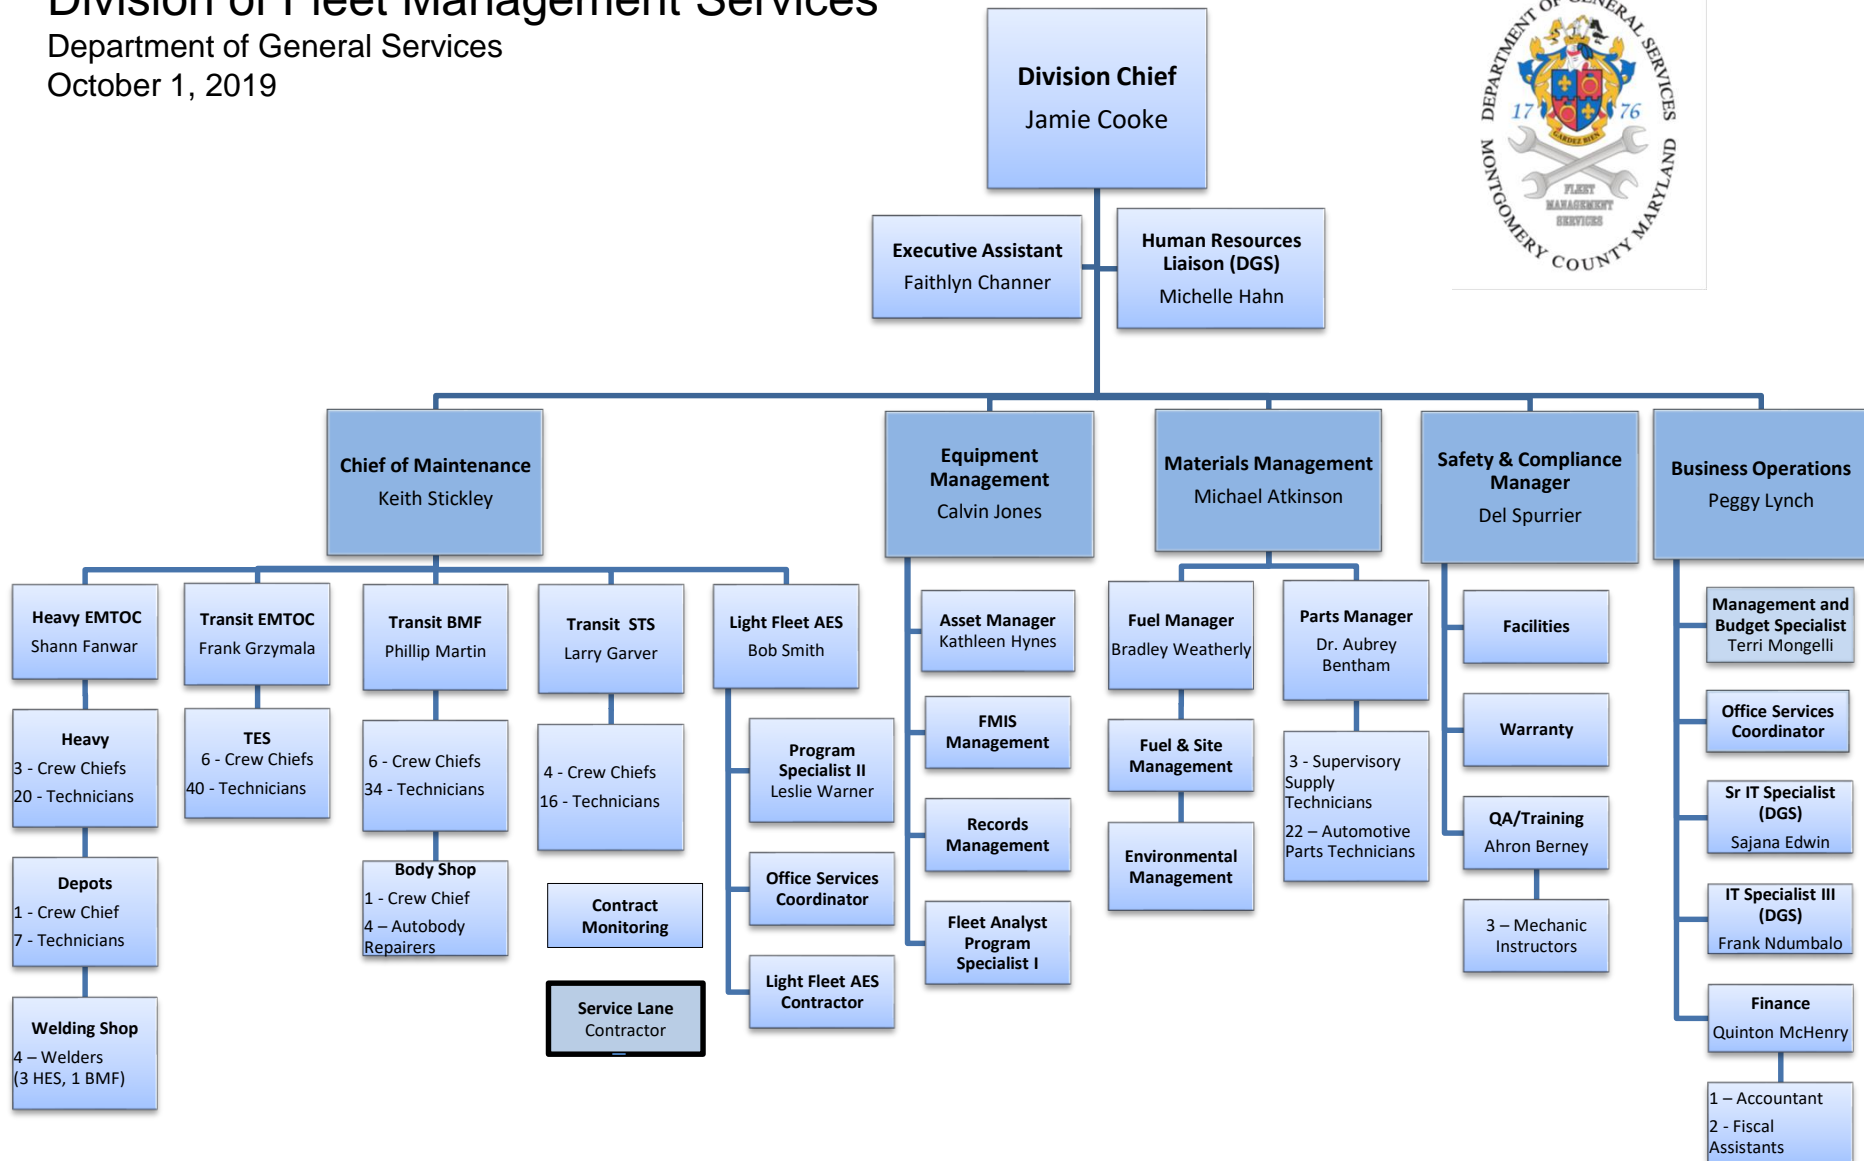 Division of Fleet Management Services
Department of General Services
October 1, 2019
DEPARTMENT OF GENERAL SERVICES
MONTGOMERY COUNTY MARYLAND
17 76
GARDEZ BIEN
FLEET
MANAGEMENT
SERVICES
Division Chief
Jamie Cooke
Executive Assistant
Faithlyn Channer
Human Resources
Liaison (DGS)
Michelle Hahn
Chief of Maintenance
Keith Stickley
Equipment
Management
Calvin Jones
Materials Management
Michael Atkinson
Safety & Compliance
Manager
Del Spurrier
Business Operations
Peggy Lynch
Heavy EMTOC
Shann Fanwar
Heavy
3 - Crew Chiefs
20 - Technicians
Depots
1 - Crew Chief
7 - Technicians
Welding Shop
4 – Welders
(3 HES, 1 BMF)
Transit EMTOC
Frank Grzymala
TES
6 - Crew Chiefs
40 - Technicians
Transit BMF
Phillip Martin
6 - Crew Chiefs
34 - Technicians
Body Shop
1 - Crew Chief
4 – Autobody
Repairers
Transit STS
Larry Garver
4 - Crew Chiefs
16 - Technicians
Contract
Monitoring
Service Lane
Contractor
Light Fleet AES
Bob Smith
Program
Specialist II
Leslie Warner
Office Services
Coordinator
Light Fleet AES
Contractor
Asset Manager
Kathleen Hynes
FMIS
Management
Records
Management
Fleet Analyst
Program
Specialist I
Fuel Manager
Bradley Weatherly
Fuel & Site
Management
Environmental
Management
Parts Manager
Dr. Aubrey
Bentham
3 - Supervisory
Supply
Technicians
22 – Automotive
Parts Technicians
Facilities
Warranty
QA/Training
Ahron Berney
3 – Mechanic
Instructors
Management and
Budget Specialist
Terri Mongelli
Office Services
Coordinator
Sr IT Specialist
(DGS)
Sajana Edwin
IT Specialist III
(DGS)
Frank Ndumbalo
Finance
Quinton McHenry
1 – Accountant
2 - Fiscal
Assistants